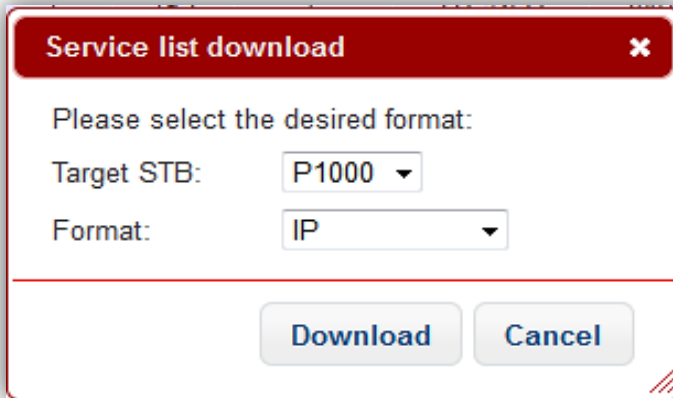 Service list download
Please select the desired format:
Target STB: P1000
Format: IP
Download Cancel